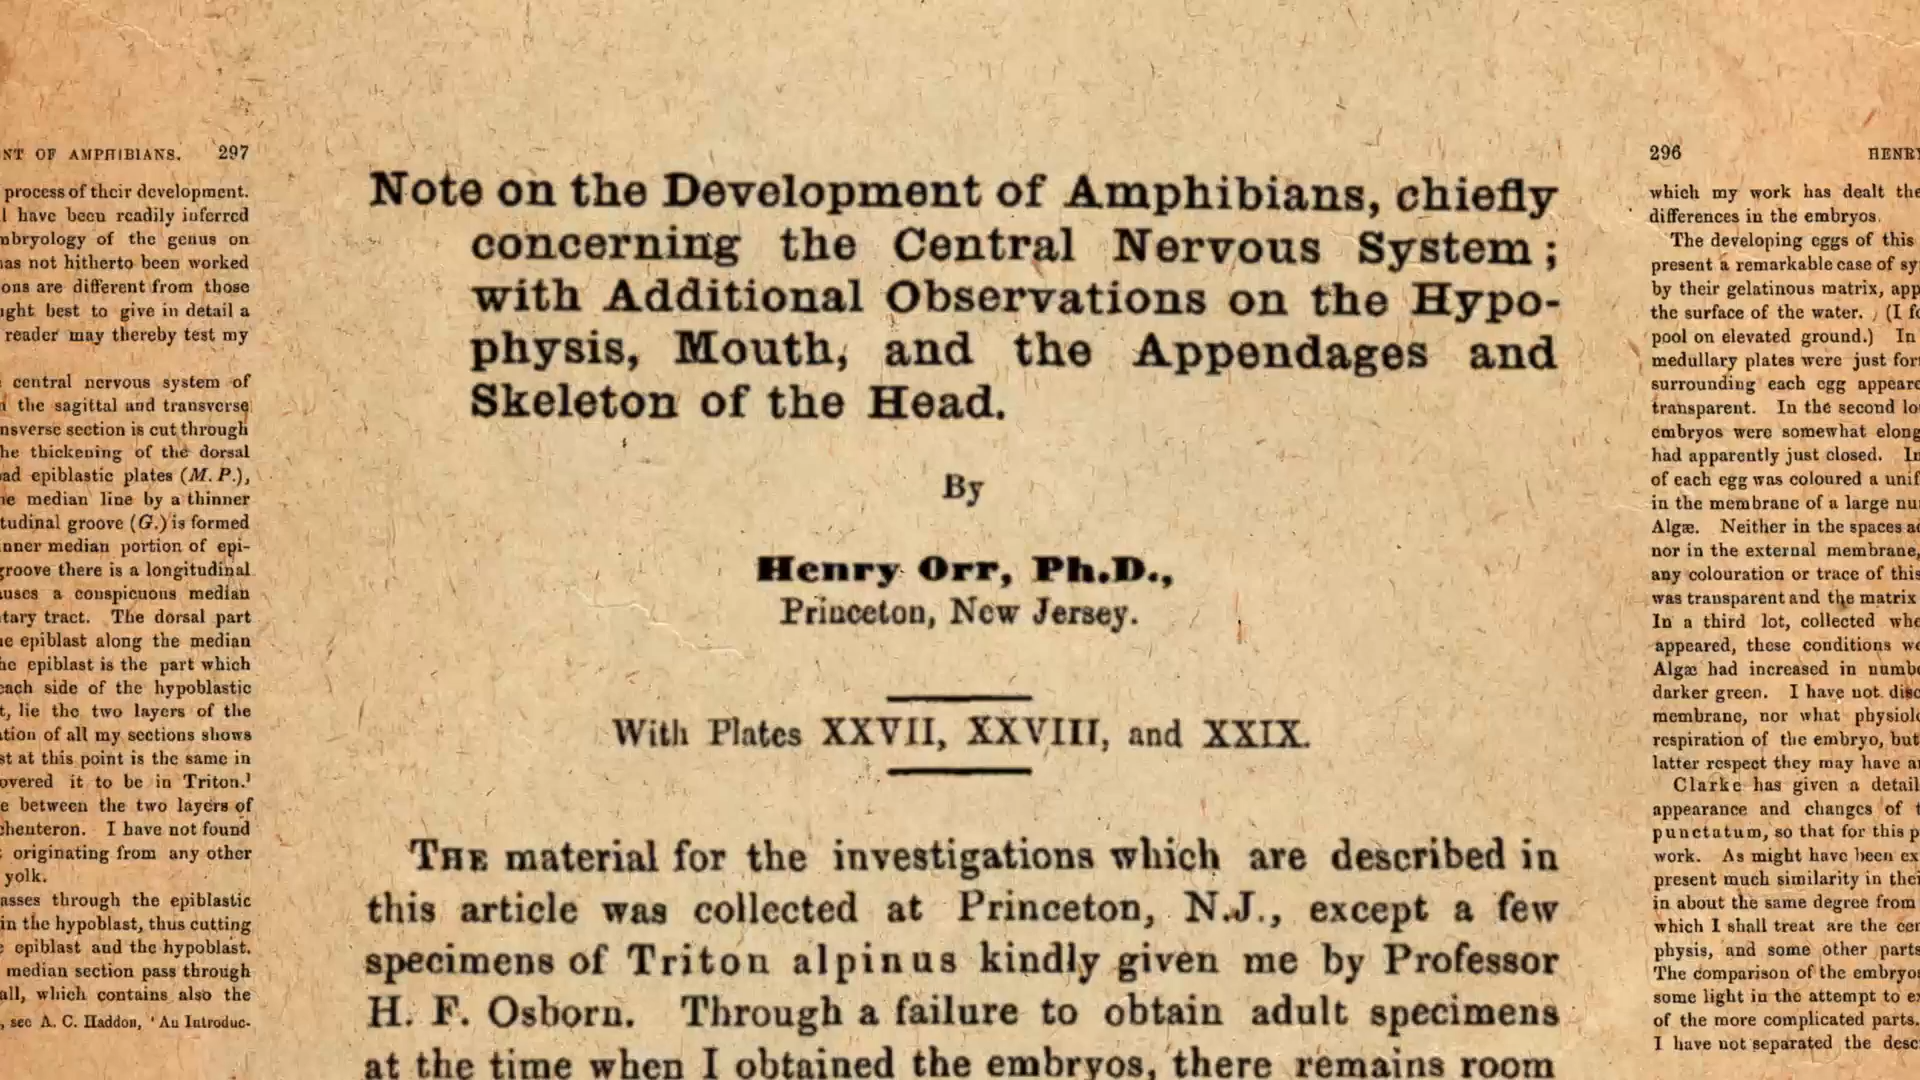 NT OF AMPHIBIANS. 297
process of their development.
have been readily inferred
embryology of the genus on
has not hitherto been worked
ons are different from those
ught best to give in detail a
reader may thereby test my
central nervous system of
the sagittal and transverse
nsverse section is cut through
he thickening of the dorsal
ad epiblastic plates (M. P.),
ne median line by a thinner
tudinal groove (G.) is formed
inner median portion of epi-
groove there is a longitudinal
auses a conspicuous median
tary tract. The dorsal part
e epiblast along the median
he epiblast is the part which
each side of the hypoblastic
t, lie the two layers of the
ation of all my sections shows
st at this point is the same in
overed it to be in Triton.¹
e between the two layers of
chenteron. I have not found
originating from any other
yolk.
asses through the epiblastic
in the hypoblast, thus cutting
epiblast and the hypoblast.
median section pass through
all, which contains also the
, see A. C. Haddon, 'An Introduc-
Note on the Development of Amphibians, chiefly
concerning the Central Nervous System;
with Additional Observations on the Hypo-
physis, Mouth, and the Appendages and
Skeleton of the Head.
By
Henry Orr, Ph.D.,
Princeton, New Jersey.
With Plates XXVII, XXVIII, and XXIX.
THE material for the investigations which are described in
this article was collected at Princeton, N.J., except a few
specimens of Triton alpinus kindly given me by Professor
H. F. Osborn. Through a failure to obtain adult specimens
at the time when I obtained the embryos, there remains room
296 HENRY
which my work has dealt the
differences in the embryos.
The developing eggs of this
present a remarkable case of sy
by their gelatinous matrix, app
the surface of the water. (I fo
pool on elevated ground.) In
medullary plates were just for
surrounding each egg appeare
transparent. In the second lo
embryos were somewhat elong
had apparently just closed. In
of each egg was coloured a unif
in the membrane of a large nu
Algæ. Neither in the spaces a
nor in the external membrane,
any colouration or trace of this
was transparent and the matrix
In a third lot, collected whe
appeared, these conditions we
Algæ had increased in numbe
darker green. I have not disc
membrane, nor what physiolo
respiration of the embryo, but
latter respect they may have a
Clarke has given a detail
appearance and changes of t
punctatum, so that for this p
work. As might have been ex
present much similarity in thei
in about the same degree from
which I shall treat are the cen
physis, and some other parts
The comparison of the embryo
some light in the attempt to e
of the more complicated parts.
I have not separated the desc